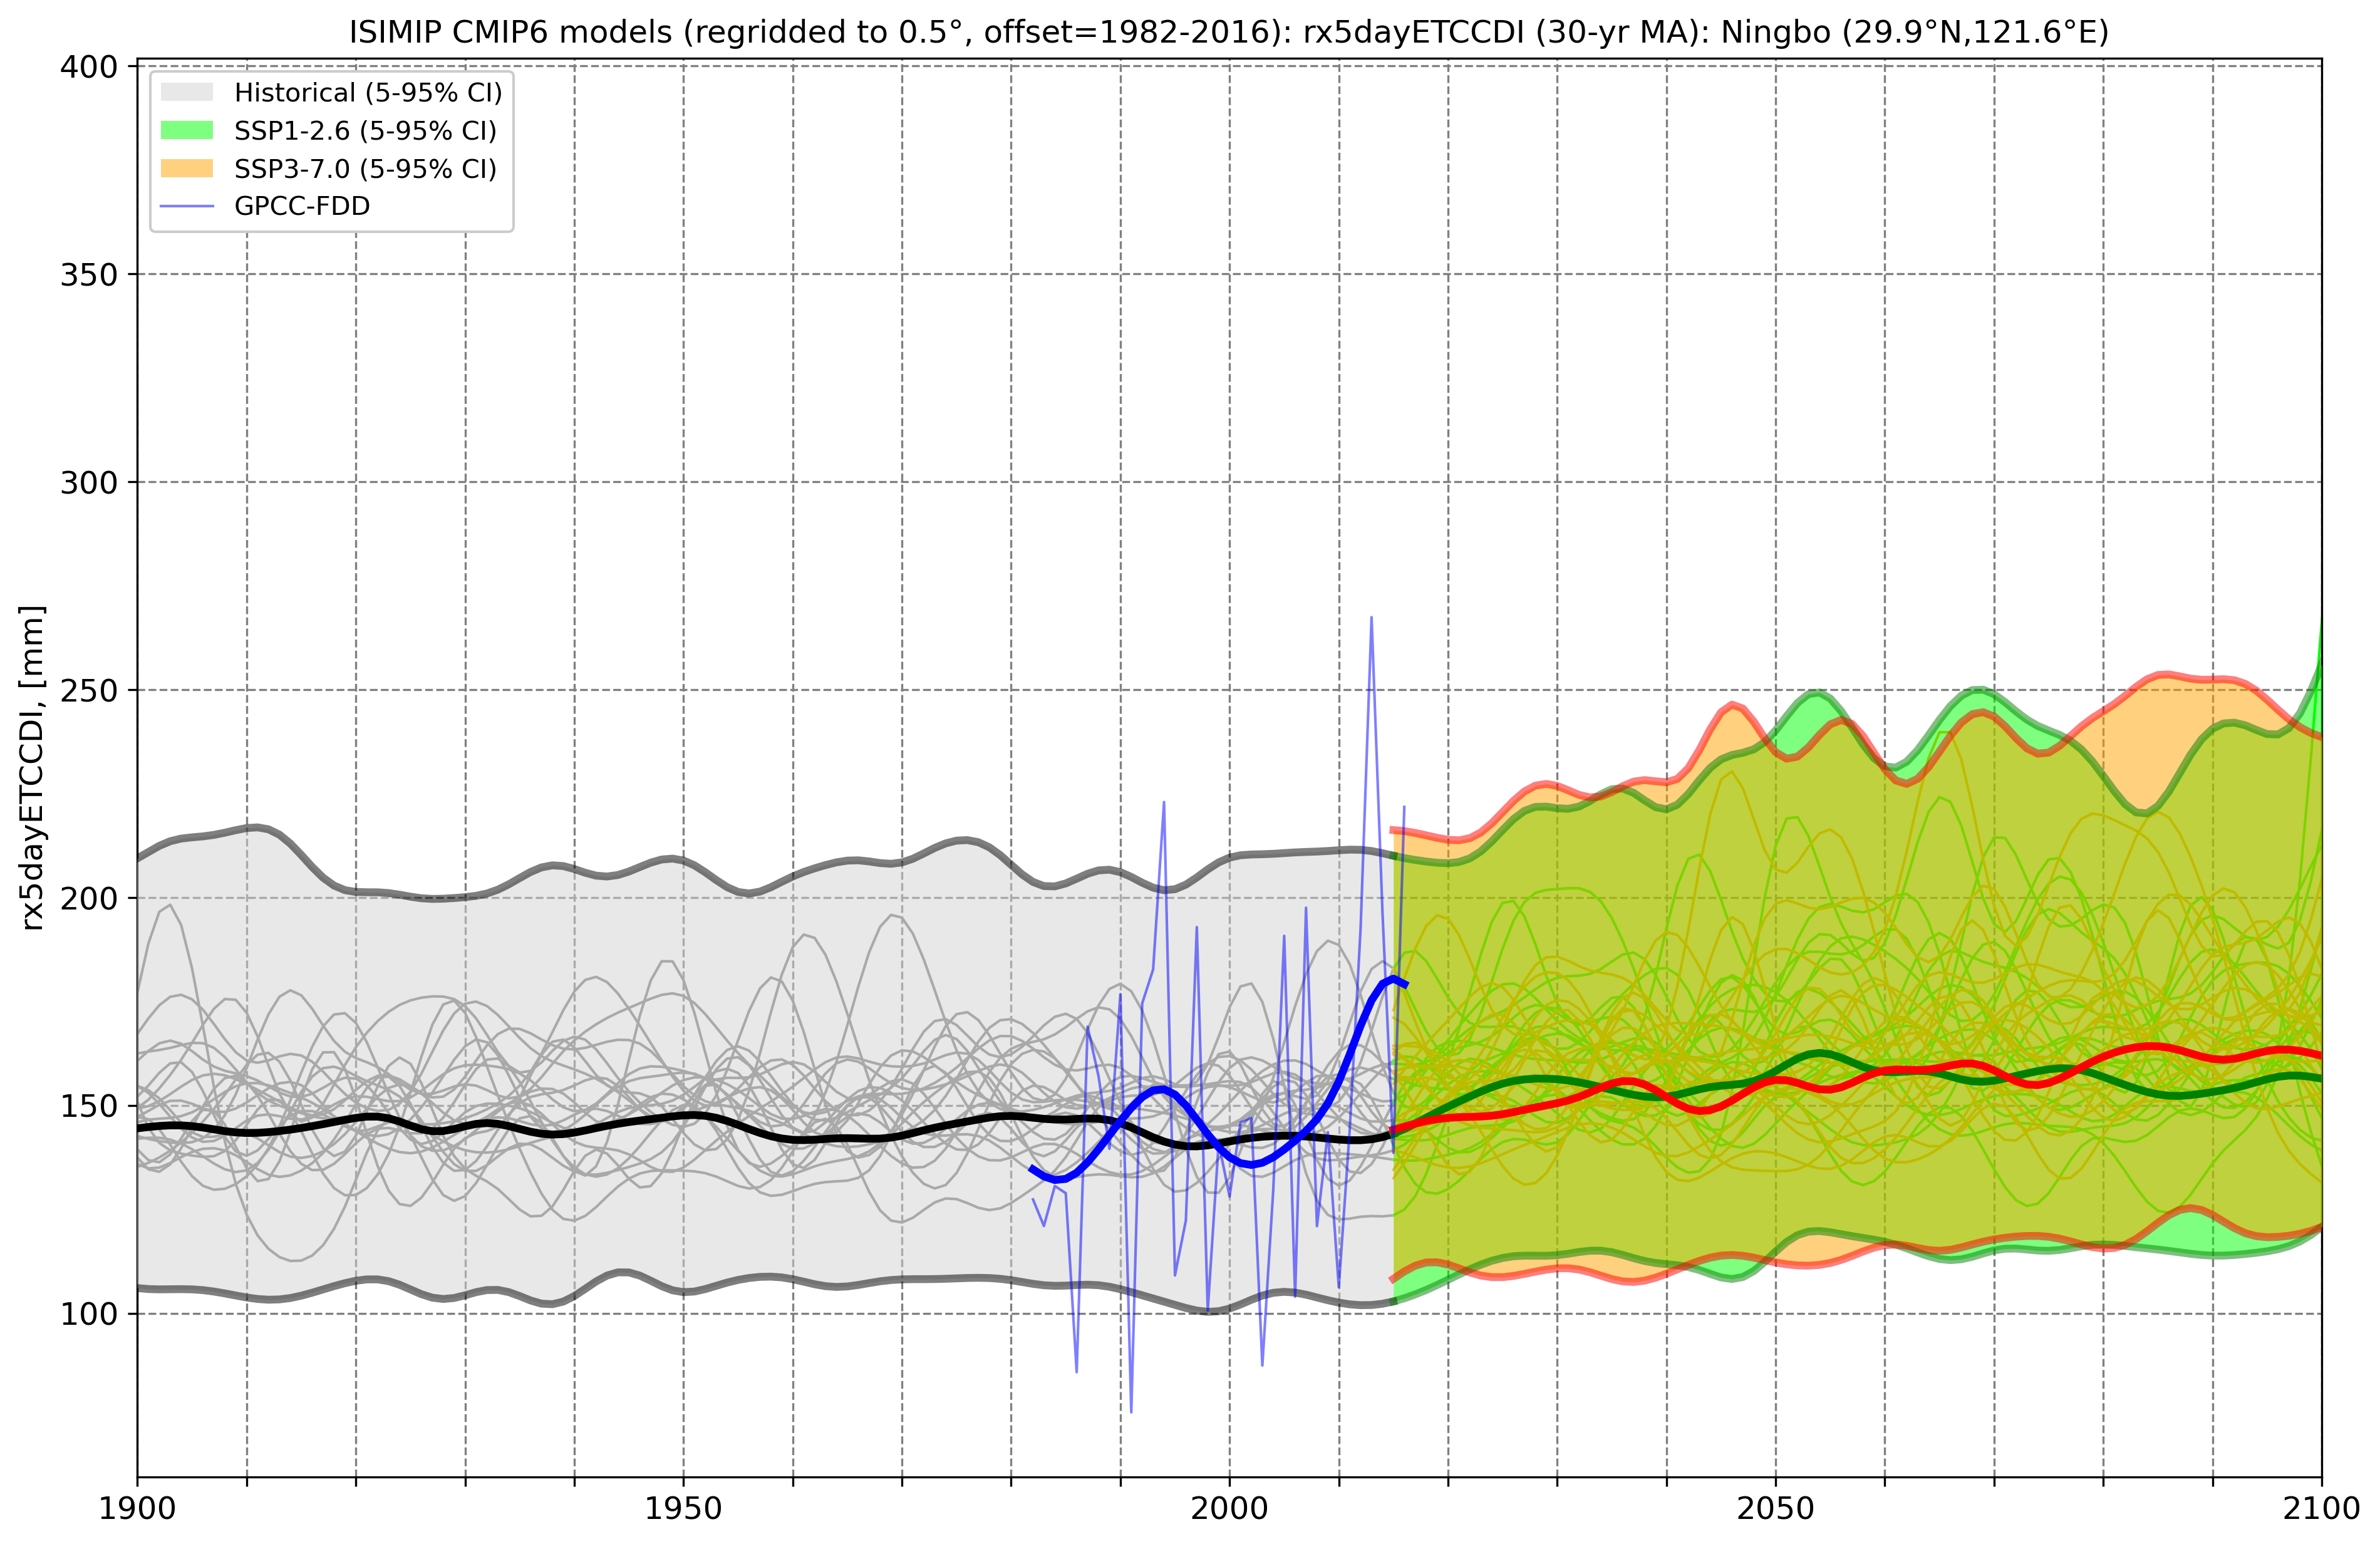 ISIMIP CMIP6 models (regridded to 0.5°, offset=1982-2016): rx5dayETCCDI (30-yr MA): Ningbo (29.9°N,121.6°E)
Historical (5-95% CI)
SSP1-2.6 (5-95% CI)
SSP3-7.0 (5-95% CI)
GPCC-FDD
rx5dayETCCDI, [mm]
400
350
300
250
200
150
100
1900 1950 2000 2050 2100